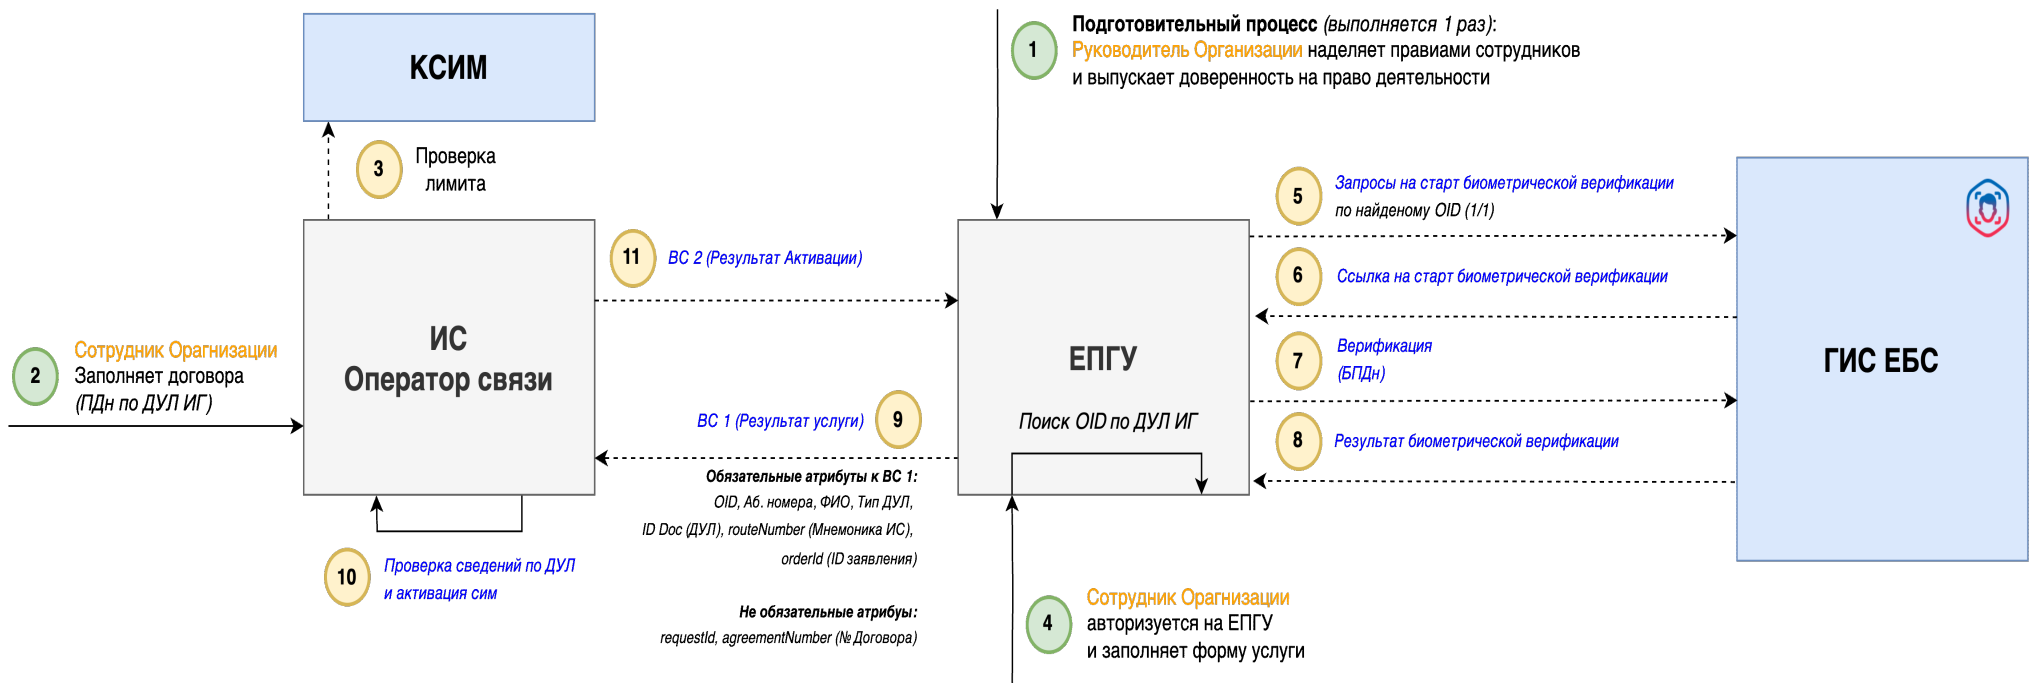 КСИМ
3
Проверка
лимита
1
Подготовительный процесс (выполняется 1 раз):
Руководитель Организации наделяет правиами сотрудников
и выпускает доверенность на право деятельности
2
Сотрудник Орагнизации
Заполняет договора
(ПДн по ДУЛ ИГ)
ИС
Оператор связи
11
ВС 2 (Результат Активации)
ВС 1 (Результат услуги)
9
Обязательные атрибуты к ВС 1:
OID, Аб. номера, ФИО, Тип ДУЛ,
ID Doc (ДУЛ), routeNumber (Мнемоника ИС),
orderId (ID заявления)
Не обязательные атрибуы:
requestId, agreementNumber (№ Договора)
10
Проверка сведений по ДУЛ
и активация сим
ЕПГУ
Поиск OID по ДУЛ ИГ
4
Сотрудник Орагнизации
авторизуется на ЕПГУ
и заполняет форму услуги
5
Запросы на старт биометрической верификации
по найденому OID (1/1)
6
Ссылка на старт биометрической верификации
7
Верификация
(БПДн)
8
Результат биометрической верификации
ГИС ЕБС